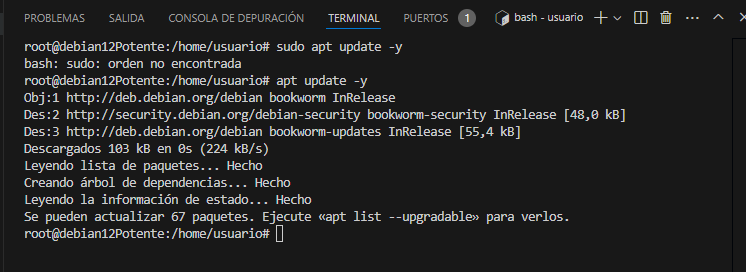 PROBLEMAS SALIDA CONSOLA DE DEPURACIÓN TERMINAL PUERTOS 1 bash - usuario
root@debian12Potente:/home/usuario# sudo apt update -y
bash: sudo: orden no encontrada
root@debian12Potente:/home/usuario# apt update -y
Obj:1 http://deb.debian.org/debian bookworm InRelease
Des:2 http://security.debian.org/debian-security bookworm-security InRelease [48,0 kB]
Des:3 http://deb.debian.org/debian bookworm-updates InRelease [55,4 kB]
Descargados 103 kB en 0s (224 kB/s)
Leyendo lista de paquetes... Hecho
Creando árbol de dependencias... Hecho
Leyendo la información de estado... Hecho
Se pueden actualizar 67 paquetes. Ejecute «apt list --upgradable» para verlos.
root@debian12Potente:/home/usuario#